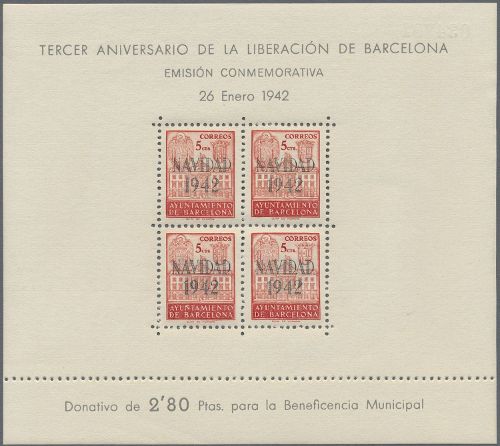 TERCER ANIVERSARIO DE LA LIBERACIÓN DE BARCELONA
EMISIÓN CONMEMORATIVA
26 Enero 1942
CORREOS
5 CTS.
NAVIDAD
1942
AYUNTAMIENTO
DE BARCELONA
CORREOS
5 CTS.
NAVIDAD
1942
AYUNTAMIENTO
DE BARCELONA
CORREOS
5 CTS.
NAVIDAD
1942
AYUNTAMIENTO
DE BARCELONA
CORREOS
5 CTS.
NAVIDAD
1942
AYUNTAMIENTO
DE BARCELONA
Donativo de 2'80 Ptas. para la Beneficencia Municipal